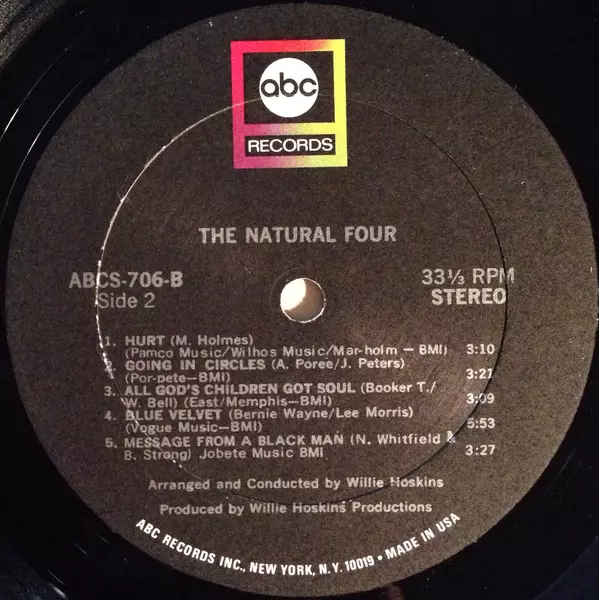 abc
RECORDS
THE NATURAL FOUR
ABCS-706-B
33⅓ RPM
Side 2
STEREO
1. HURT (M. Holmes)
(Pamco Music/Wilhos Music/Mar-holm — BMI) 3:10
2. GOING IN CIRCLES (A. Poree/J. Peters)
(Por-pete—BMI) 3:21
3. ALL GOD'S CHILDREN GOT SOUL (Booker T./
W. Bell) (East/Memphis—BMI) 3:09
4. BLUE VELVET (Bernie Wayne/Lee Morris)
(Vogue Music—BMI) 5:53
5. MESSAGE FROM A BLACK MAN (N. Whitfield &
B. Strong) Jobete Music BMI 3:27
Arranged and Conducted by Willie Hoskins
Produced by Willie Hoskins Productions
ABC RECORDS INC., NEW YORK, N.Y. 10019 • MADE IN USA